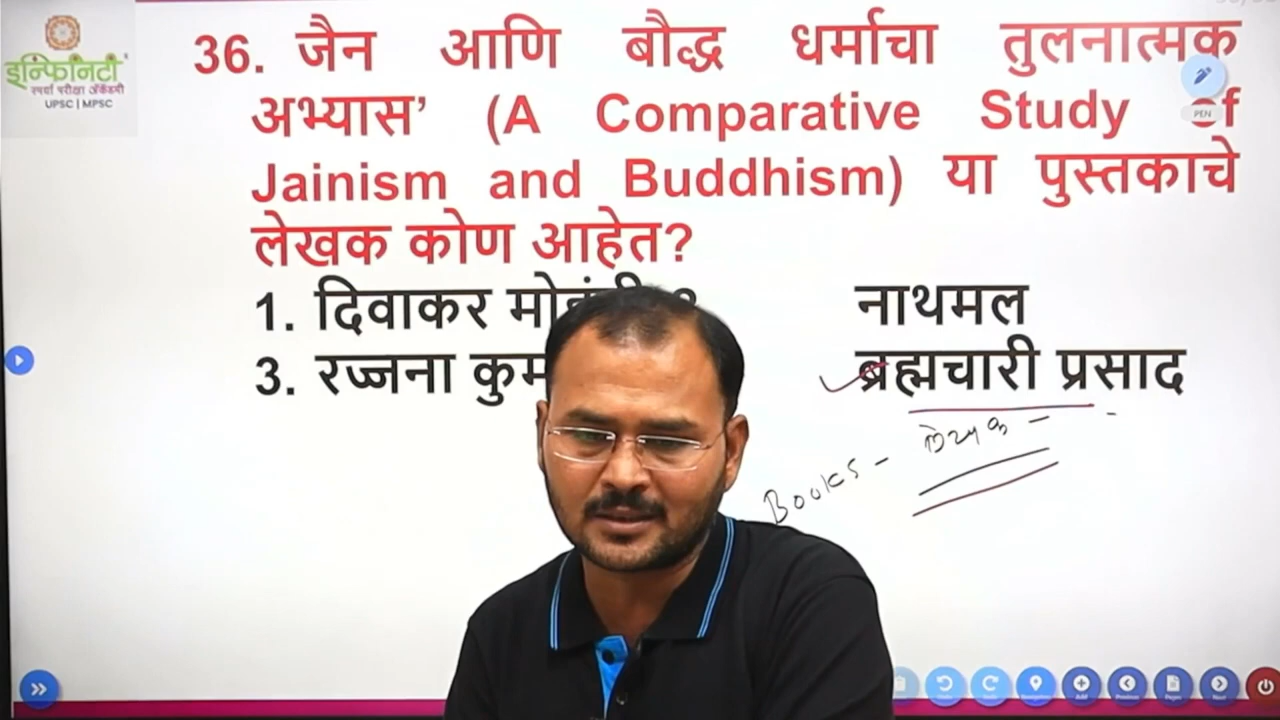 इन्फिनिटी
स्पर्धा परीक्षा अॅकॅडमी
UPSC | MPSC
36. जैन आणि बौद्ध धर्माचा तुलनात्मक
अभ्यास’ (A Comparative Study of
Jainism and Buddhism) या पुस्तकाचे
लेखक कोण आहेत?
1. दिवाकर नाथमल
3. रज्जना ब्रह्मचारी प्रसाद
Books - लेखक -
PEN